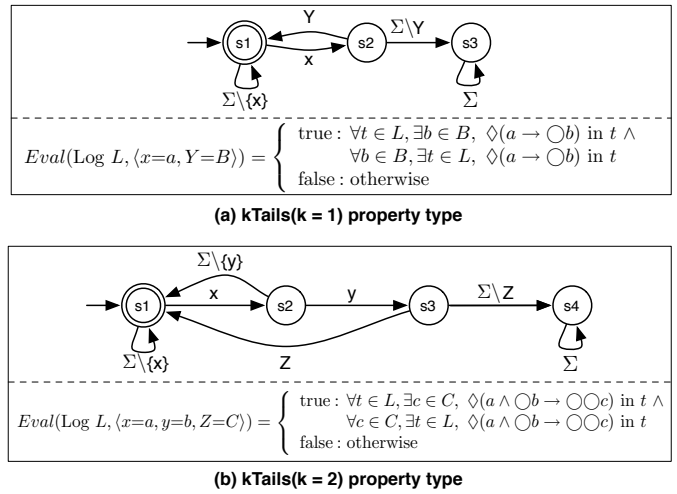 Y
Σ\Y
s1 s2 s3
x
Σ\{x} Σ
Eval(Log L, ⟨x=a, Y=B⟩) = {
true : ∀t ∈ L, ∃b ∈ B, ◊(a → ◯b) in t ∧
∀b ∈ B, ∃t ∈ L, ◊(a → ◯b) in t
false : otherwise
(a) kTails(k = 1) property type
Σ\{y}
x y Σ\Z
s1 s2 s3 s4
Σ\{x} Z Σ
Eval(Log L, ⟨x=a, y=b, Z=C⟩) = {
true : ∀t ∈ L, ∃c ∈ C, ◊(a ∧ ◯b → ◯◯c) in t ∧
∀c ∈ C, ∃t ∈ L, ◊(a ∧ ◯b → ◯◯c) in t
false : otherwise
(b) kTails(k = 2) property type